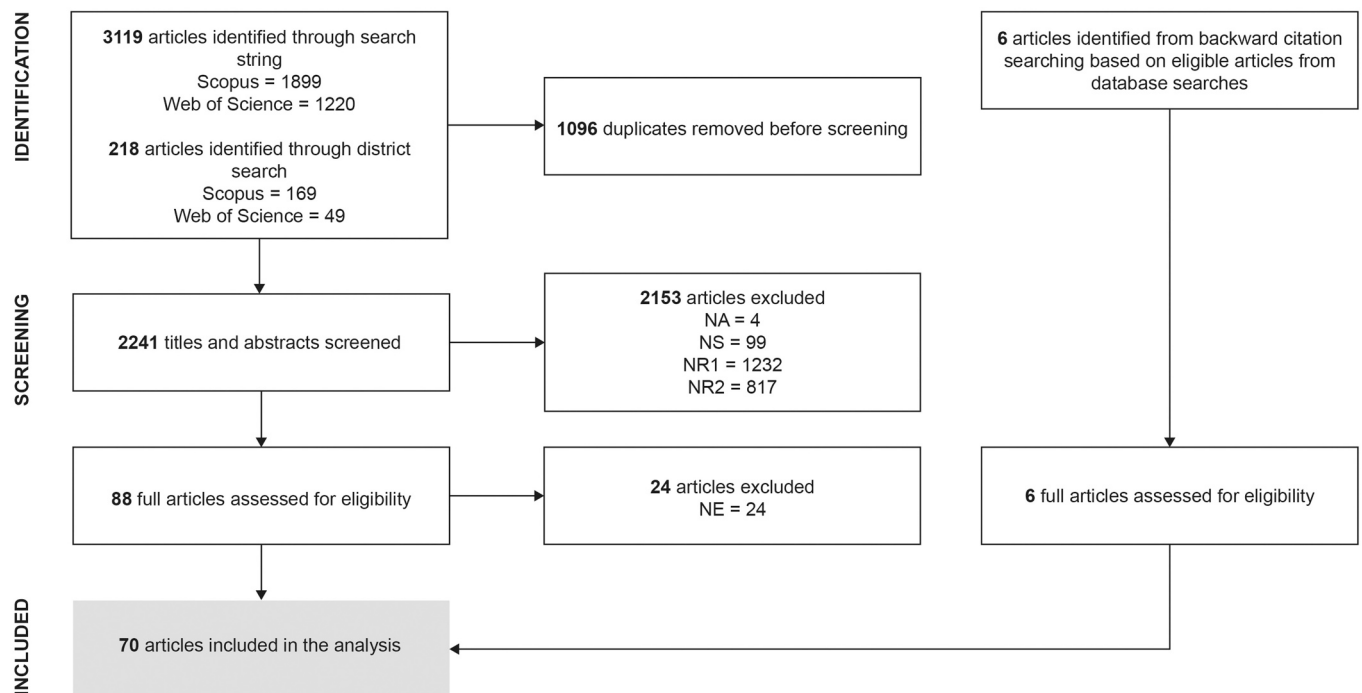 IDENTIFICATION
3119 articles identified through search
string
Scopus = 1899
Web of Science = 1220
218 articles identified through district
search
Scopus = 169
Web of Science = 49
1096 duplicates removed before screening
6 articles identified from backward citation
searching based on eligible articles from
database searches
SCREENING
2241 titles and abstracts screened
2153 articles excluded
NA = 4
NS = 99
NR1 = 1232
NR2 = 817
88 full articles assessed for eligibility
24 articles excluded
NE = 24
6 full articles assessed for eligibility
INCLUDED
70 articles included in the analysis